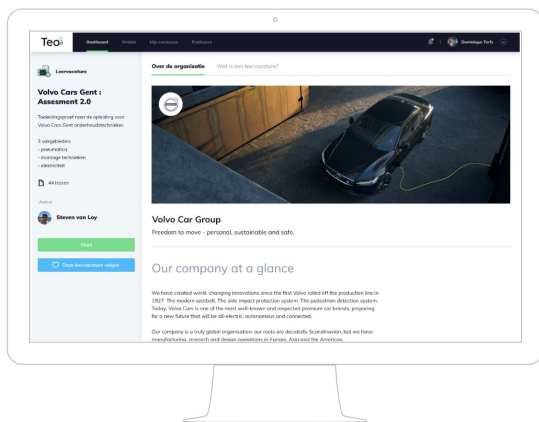 Teo
Dashboard
Ontdek
Mijn cursussen
Publiceren
Dominique Terfs
Leervacature
Volvo Cars Gent :
Assesment 2.0
Toeleidingsproef naar de opleiding voor
Volvo Cars Gent onderhoudstechnieken.
3 vakgebieden:
- pneumatica
- montage technieken
- elektriciteit
44 lessen
Auteur
Steven van Loy
Start
Deze leervacature volgen
Over de organisatie
Wat is een leervacature?
Volvo Car Group
Freedom to move - personal, sustainable and safe.
Our company at a glance
We have created world-changing innovations since the first Volvo rolled off the production line in
1927. The modern seatbelt. The side impact protection system. The pedestrian detection system.
Today, Volvo Cars is one of the most well-known and respected premium car brands, preparing
for a new future that will be all-electric, autonomous and connected.
Our company is a truly global organisation: our roots are decidedly Scandinavian, but we have
manufacturing, research and design operations in Europe, Asia and the Americas.